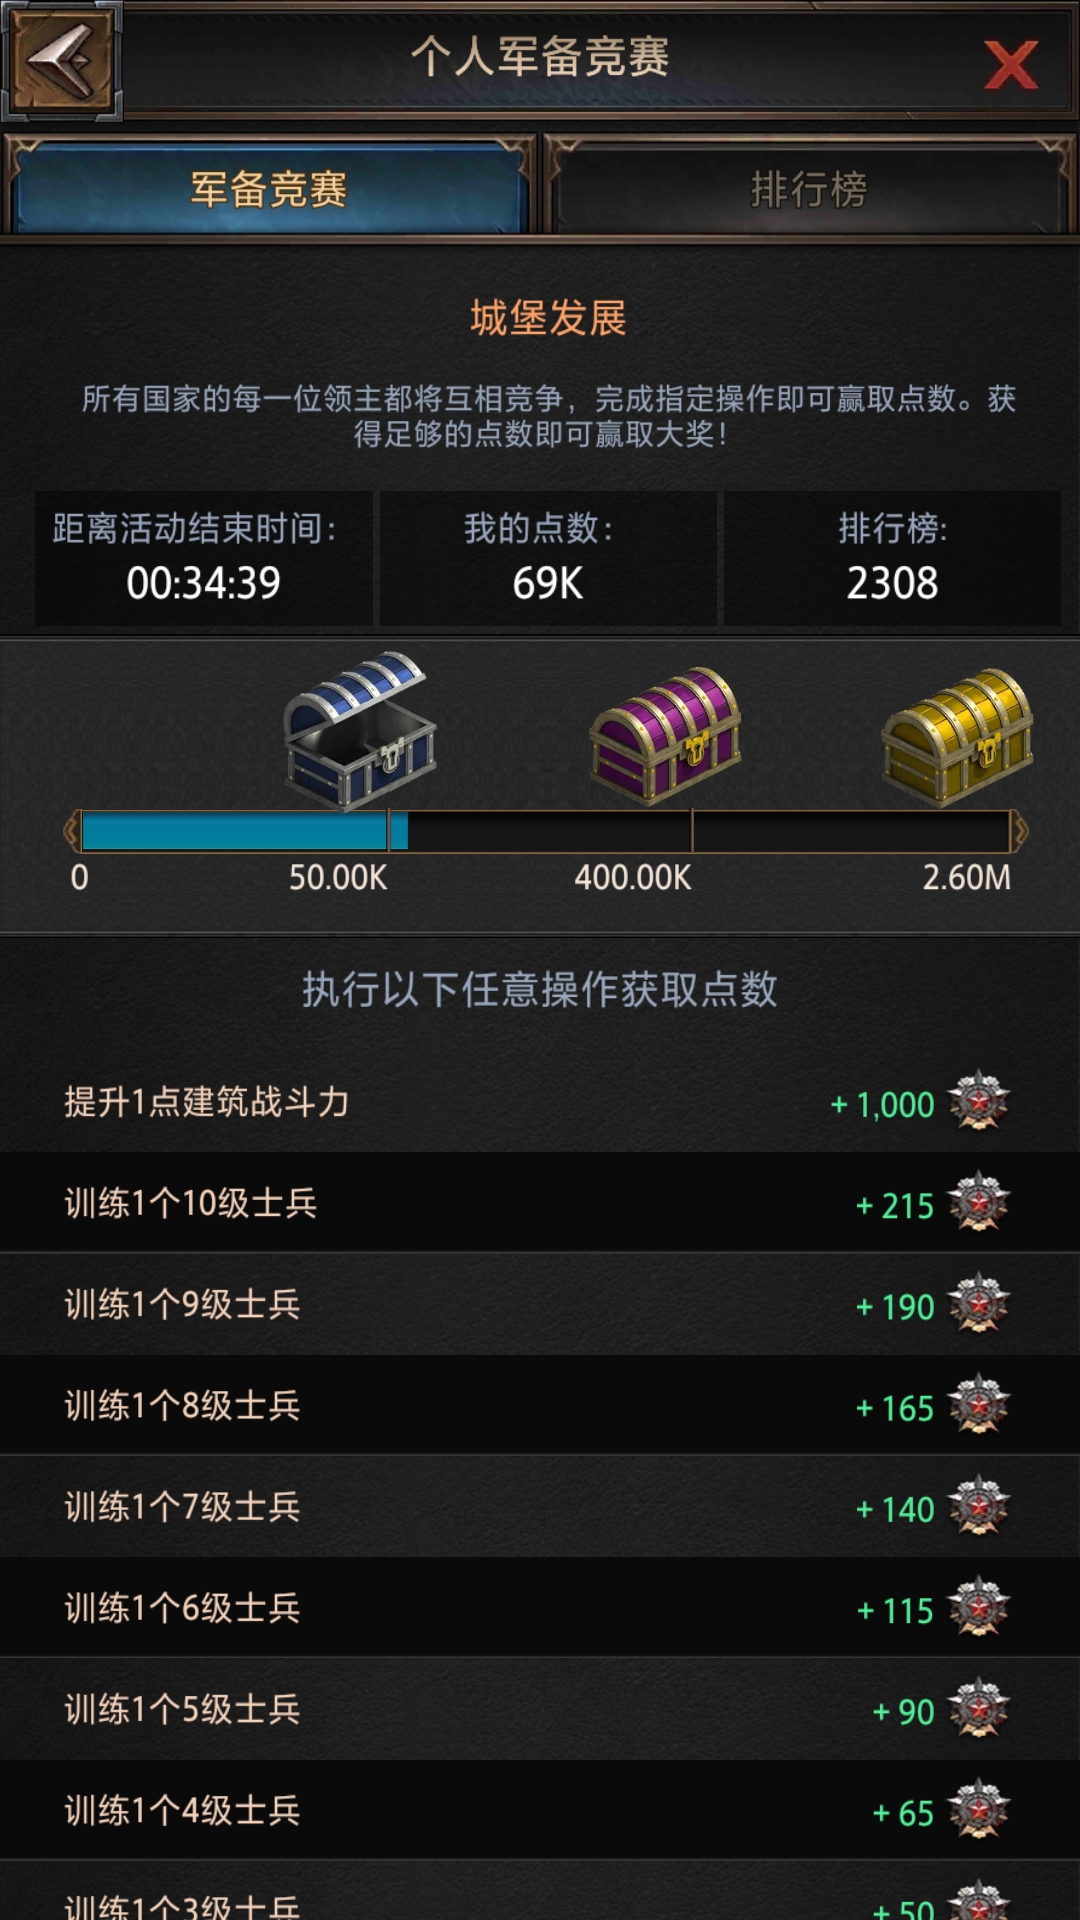 个人军备竞赛
军备竞赛
排行榜
城堡发展
所有国家的每一位领主都将互相竞争，完成指定操作即可赢取点数。获
得足够的点数即可赢取大奖！
距离活动结束时间：
00:34:39
我的点数：
69K
排行榜:
2308
0
50.00K
400.00K
2.60M
执行以下任意操作获取点数
提升1点建筑战斗力
+ 1,000
训练1个10级士兵
+ 215
训练1个9级士兵
+ 190
训练1个8级士兵
+ 165
训练1个7级士兵
+ 140
训练1个6级士兵
+ 115
训练1个5级士兵
+ 90
训练1个4级士兵
+ 65
训练1个3级士兵
+ 50